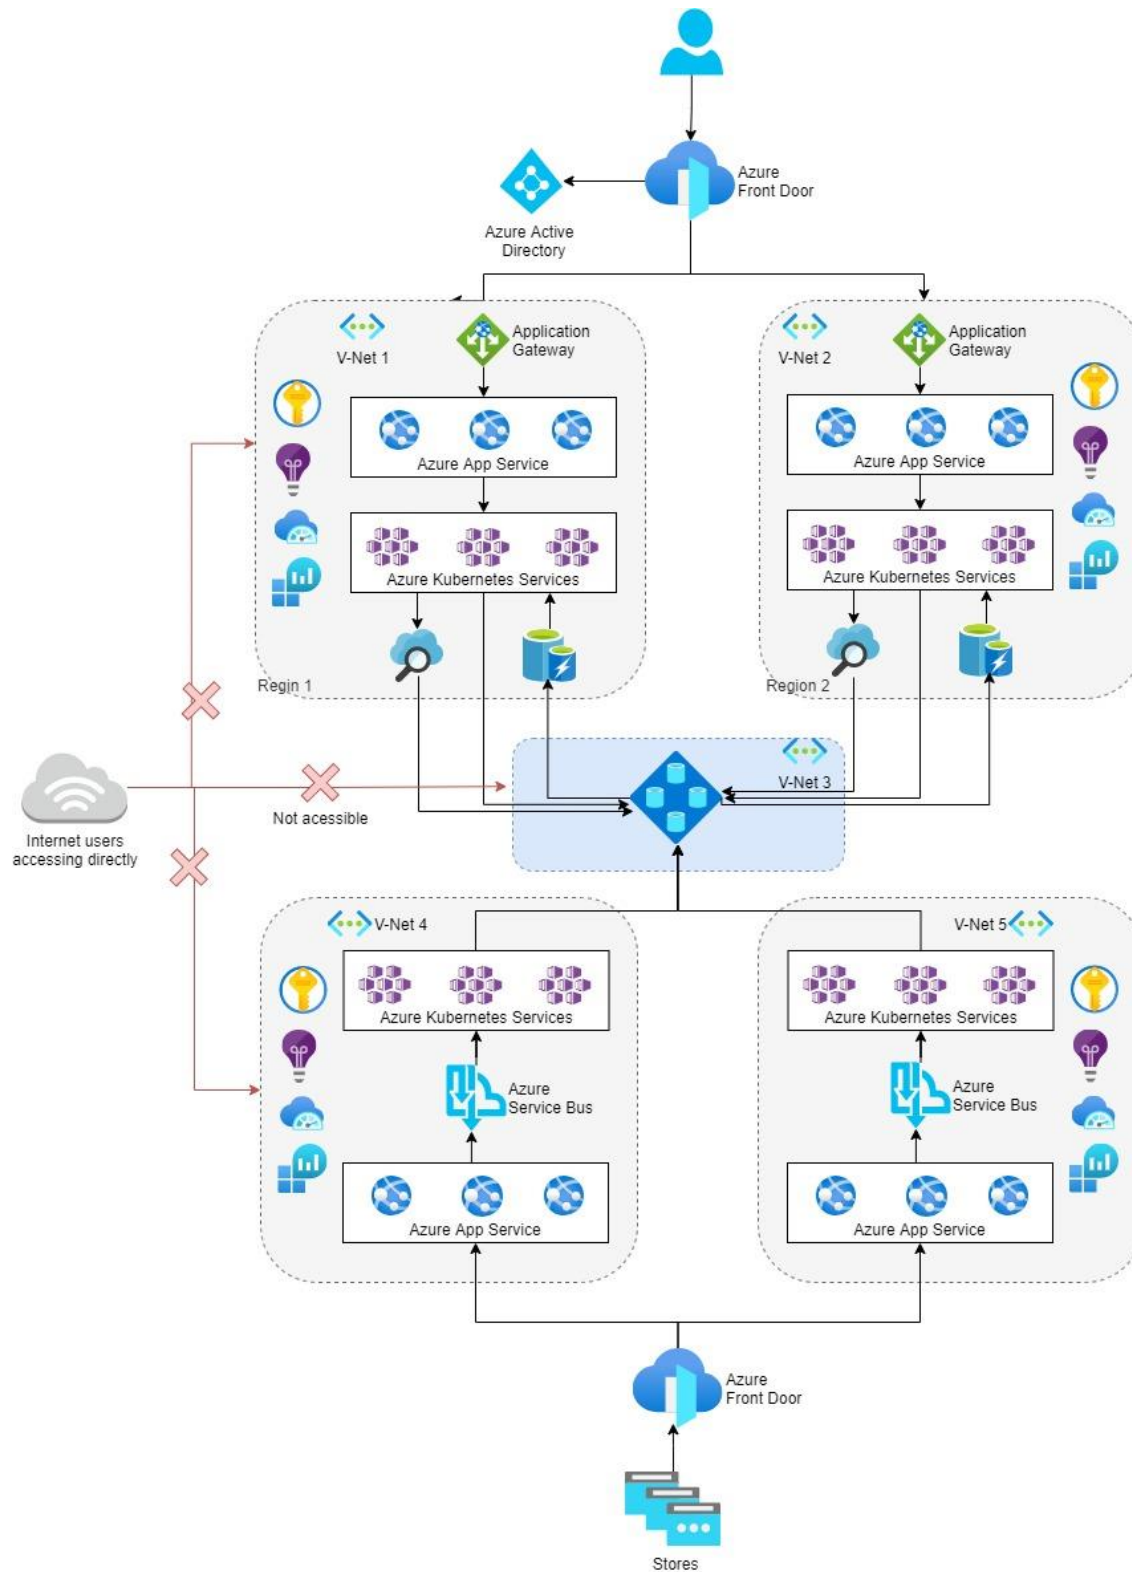 Azure
Front Door
Azure Active
Directory
V-Net 1
Application
Gateway
Azure App Service
Azure Kubernetes Services
Regin 1
V-Net 2
Application
Gateway
Azure App Service
Azure Kubernetes Services
Region 2
V-Net 3
Not acessible
Internet users
accessing directly
V-Net 4
Azure Kubernetes Services
Azure
Service Bus
Azure App Service
V-Net 5
Azure Kubernetes Services
Azure
Service Bus
Azure App Service
Azure
Front Door
Stores